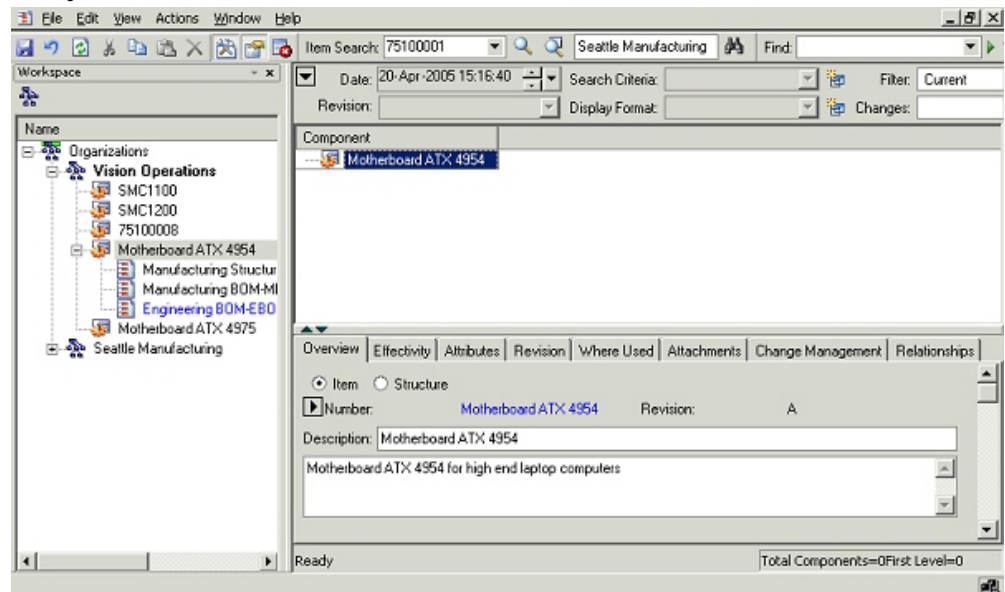 File Edit View Actions Window Help
Item Search: 75100001 Seattle Manufacturing Find:
Workspace
Date: 20-Apr-2005 15:16:40 Search Criteria: Filter: Current
Revision: Display Format: Changes:
Name
Organizations
Vision Operations
SMC1100
SMC1200
75100008
Motherboard ATX 4954
Manufacturing Structur
Manufacturing BOM-MI
Engineering BOM-EBO
Motherboard ATX 4975
Seattle Manufacturing
Component
Motherboard ATX 4954
Overview Effectivity Attributes Revision Where Used Attachments Change Management Relationships
Item Structure
Number: Motherboard ATX 4954 Revision: A
Description: Motherboard ATX 4954
Motherboard ATX 4954 for high end laptop computers
Ready Total Components=0First Level=0